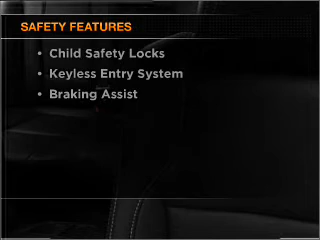 SAFETY FEATURES
• Child Safety Locks
• Keyless Entry System
• Braking Assist